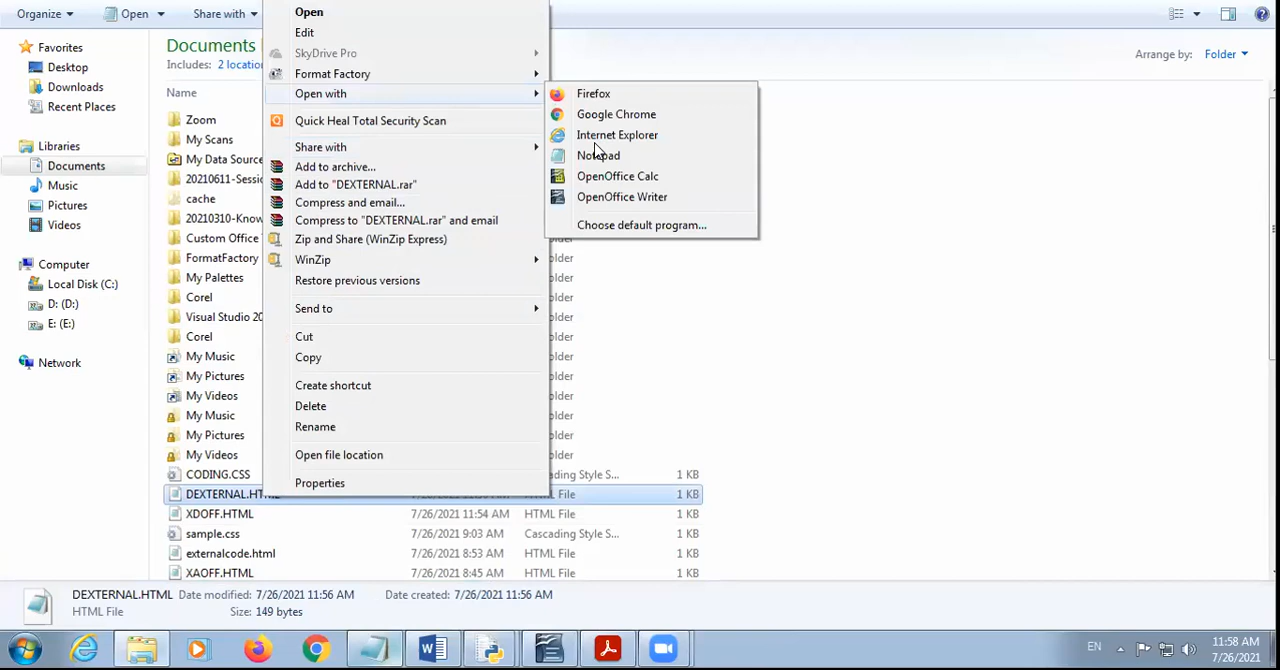 Organize
Open
Share with
Favorites
Desktop
Downloads
Recent Places
Libraries
Documents
Music
Pictures
Videos
Computer
Local Disk (C:)
D: (D:)
E: (E:)
Network
Documents
Includes: 2 locatio
Arrange by: Folder
Name
Zoom
My Scans
My Data Source
20210611-Sessi
cache
20210310-Know
Custom Office
FormatFactory
My Palettes
Corel
Visual Studio 20
Corel
My Music
My Pictures
My Videos
My Music
My Pictures
My Videos
CODING.CSS ading Style S... 1 KB
DEXTERNAL.HTML File 1 KB
XDOFF.HTML 7/26/2021 11:54 AM HTML File 1 KB
sample.css 7/26/2021 9:03 AM Cascading Style S... 1 KB
externalcode.html 7/26/2021 8:53 AM HTML File 1 KB
XAOFF.HTML 7/26/2021 8:45 AM HTML File 1 KB
Open
Edit
SkyDrive Pro
Format Factory
Open with
Quick Heal Total Security Scan
Share with
Add to archive...
Add to "DEXTERNAL.rar"
Compress and email...
Compress to "DEXTERNAL.rar" and email
Zip and Share (WinZip Express)
WinZip
Restore previous versions
Send to
Cut
Copy
Create shortcut
Delete
Rename
Open file location
Properties
Firefox
Google Chrome
Internet Explorer
Notepad
OpenOffice Calc
OpenOffice Writer
Choose default program...
older
older
older
older
older
older
older
older
older
older
older
older
DEXTERNAL.HTML Date modified: 7/26/2021 11:56 AM Date created: 7/26/2021 11:56 AM
HTML File Size: 149 bytes
EN
11:58 AM
7/26/2021